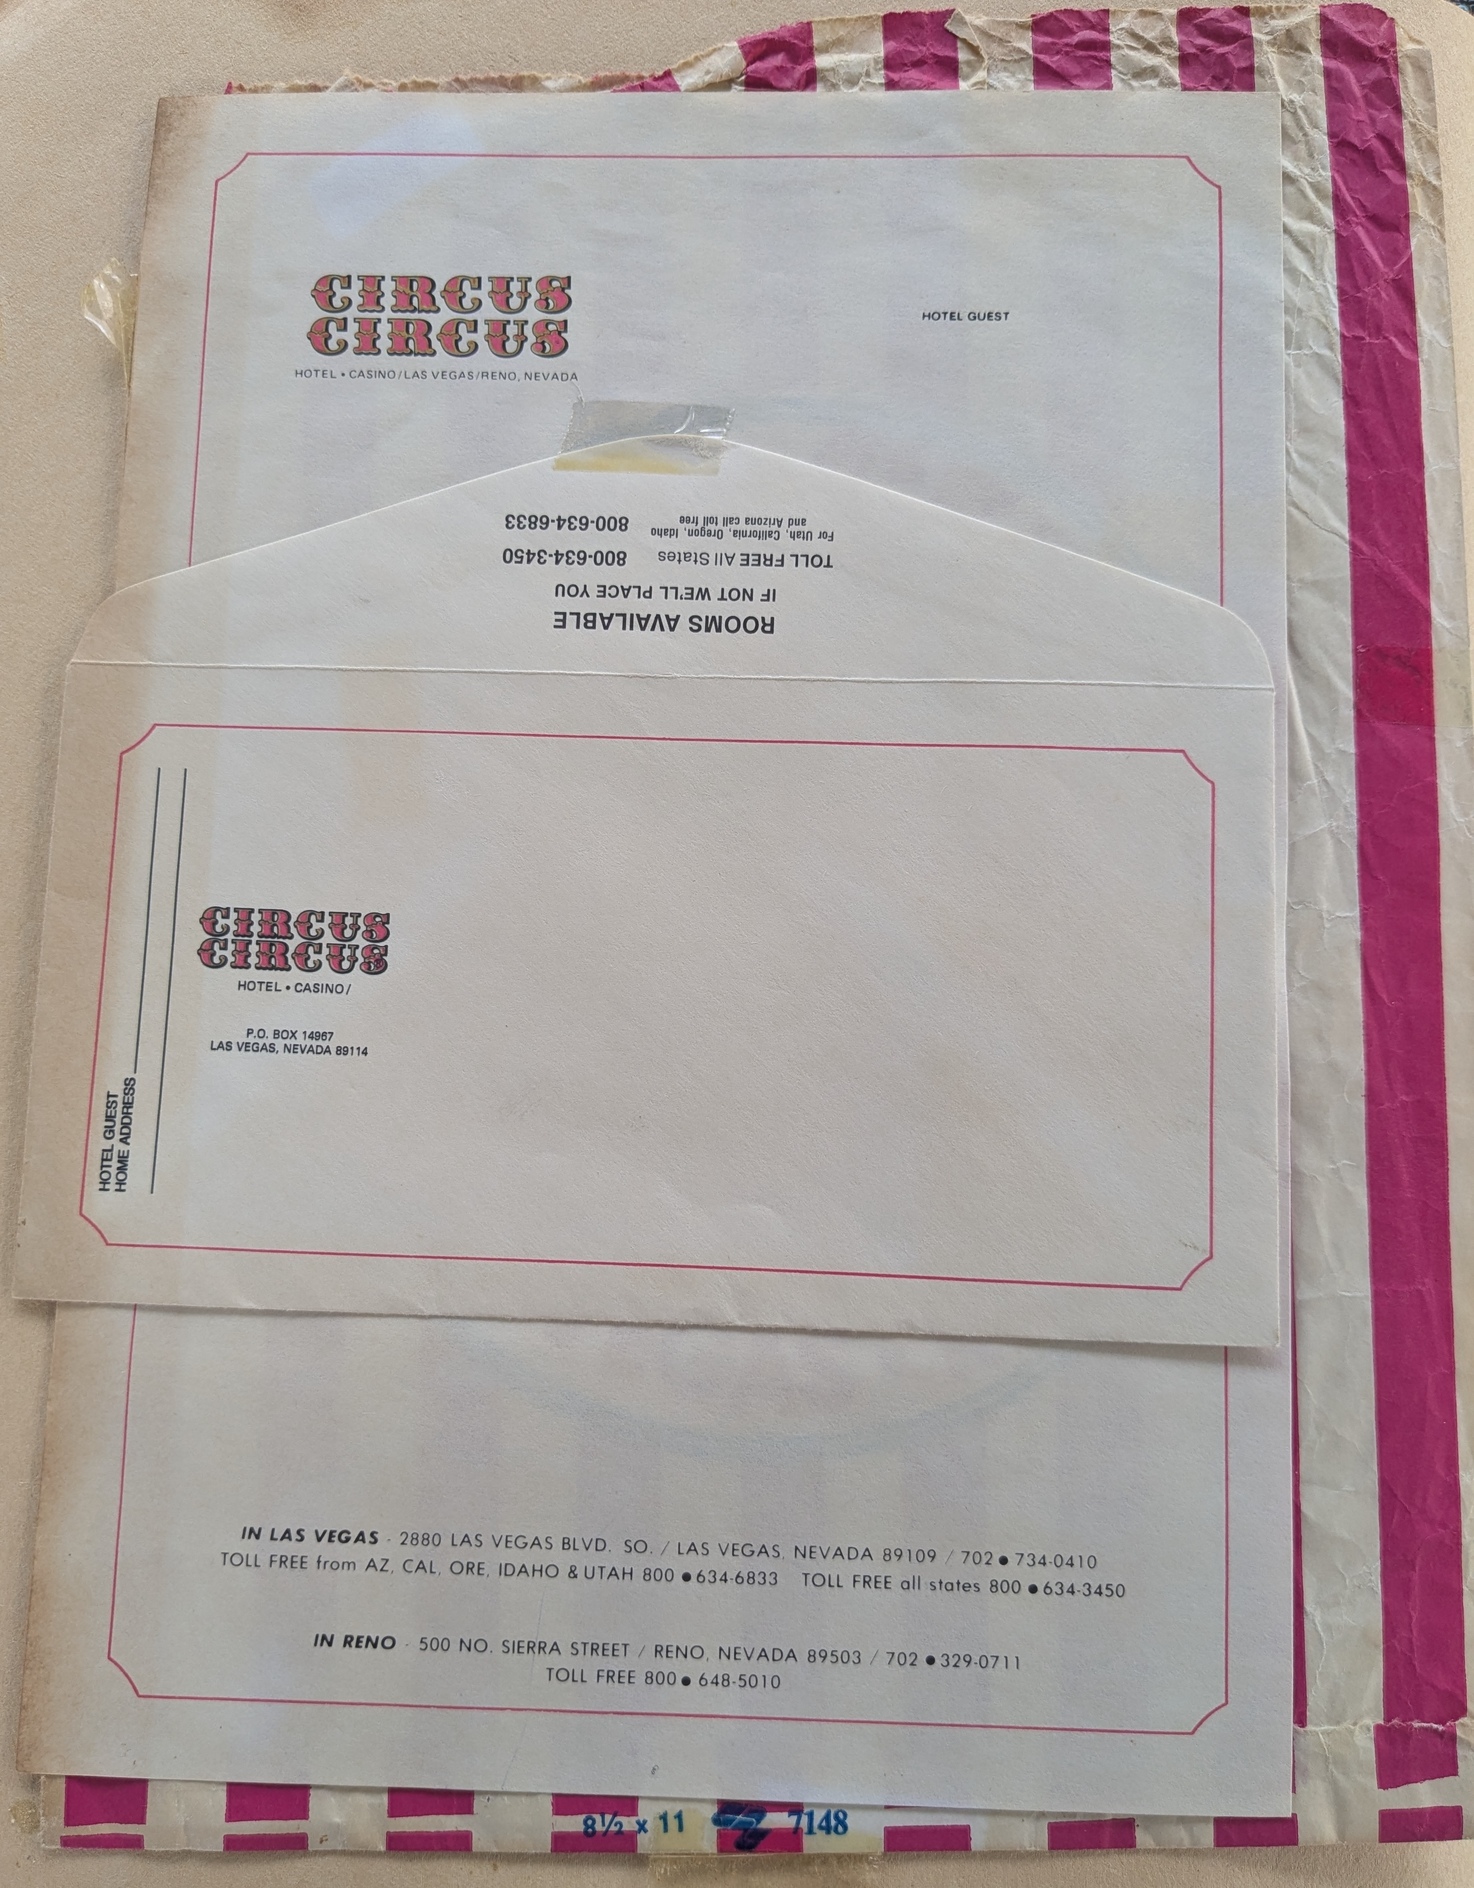 CIRCUS
CIRCUS
HOTEL • CASINO/LAS VEGAS/RENO, NEVADA
HOTEL GUEST
ROOMS AVAILABLE
IF NOT WE'LL PLACE YOU
TOLL FREE All States 800-634-3450
For Utah, California, Oregon, Idaho
and Arizona call toll free 800-634-6833
HOTEL GUEST
HOME ADDRESS
CIRCUS
CIRCUS
HOTEL • CASINO/
P.O. BOX 14967
LAS VEGAS, NEVADA 89114
IN LAS VEGAS - 2880 LAS VEGAS BLVD. SO. / LAS VEGAS, NEVADA 89109 / 702 • 734-0410
TOLL FREE from AZ, CAL, ORE, IDAHO & UTAH 800 • 634-6833 TOLL FREE all states 800 • 634-3450
IN RENO - 500 NO. SIERRA STREET / RENO, NEVADA 89503 / 702 • 329-0711
TOLL FREE 800 • 648-5010
8½ x 11 7148